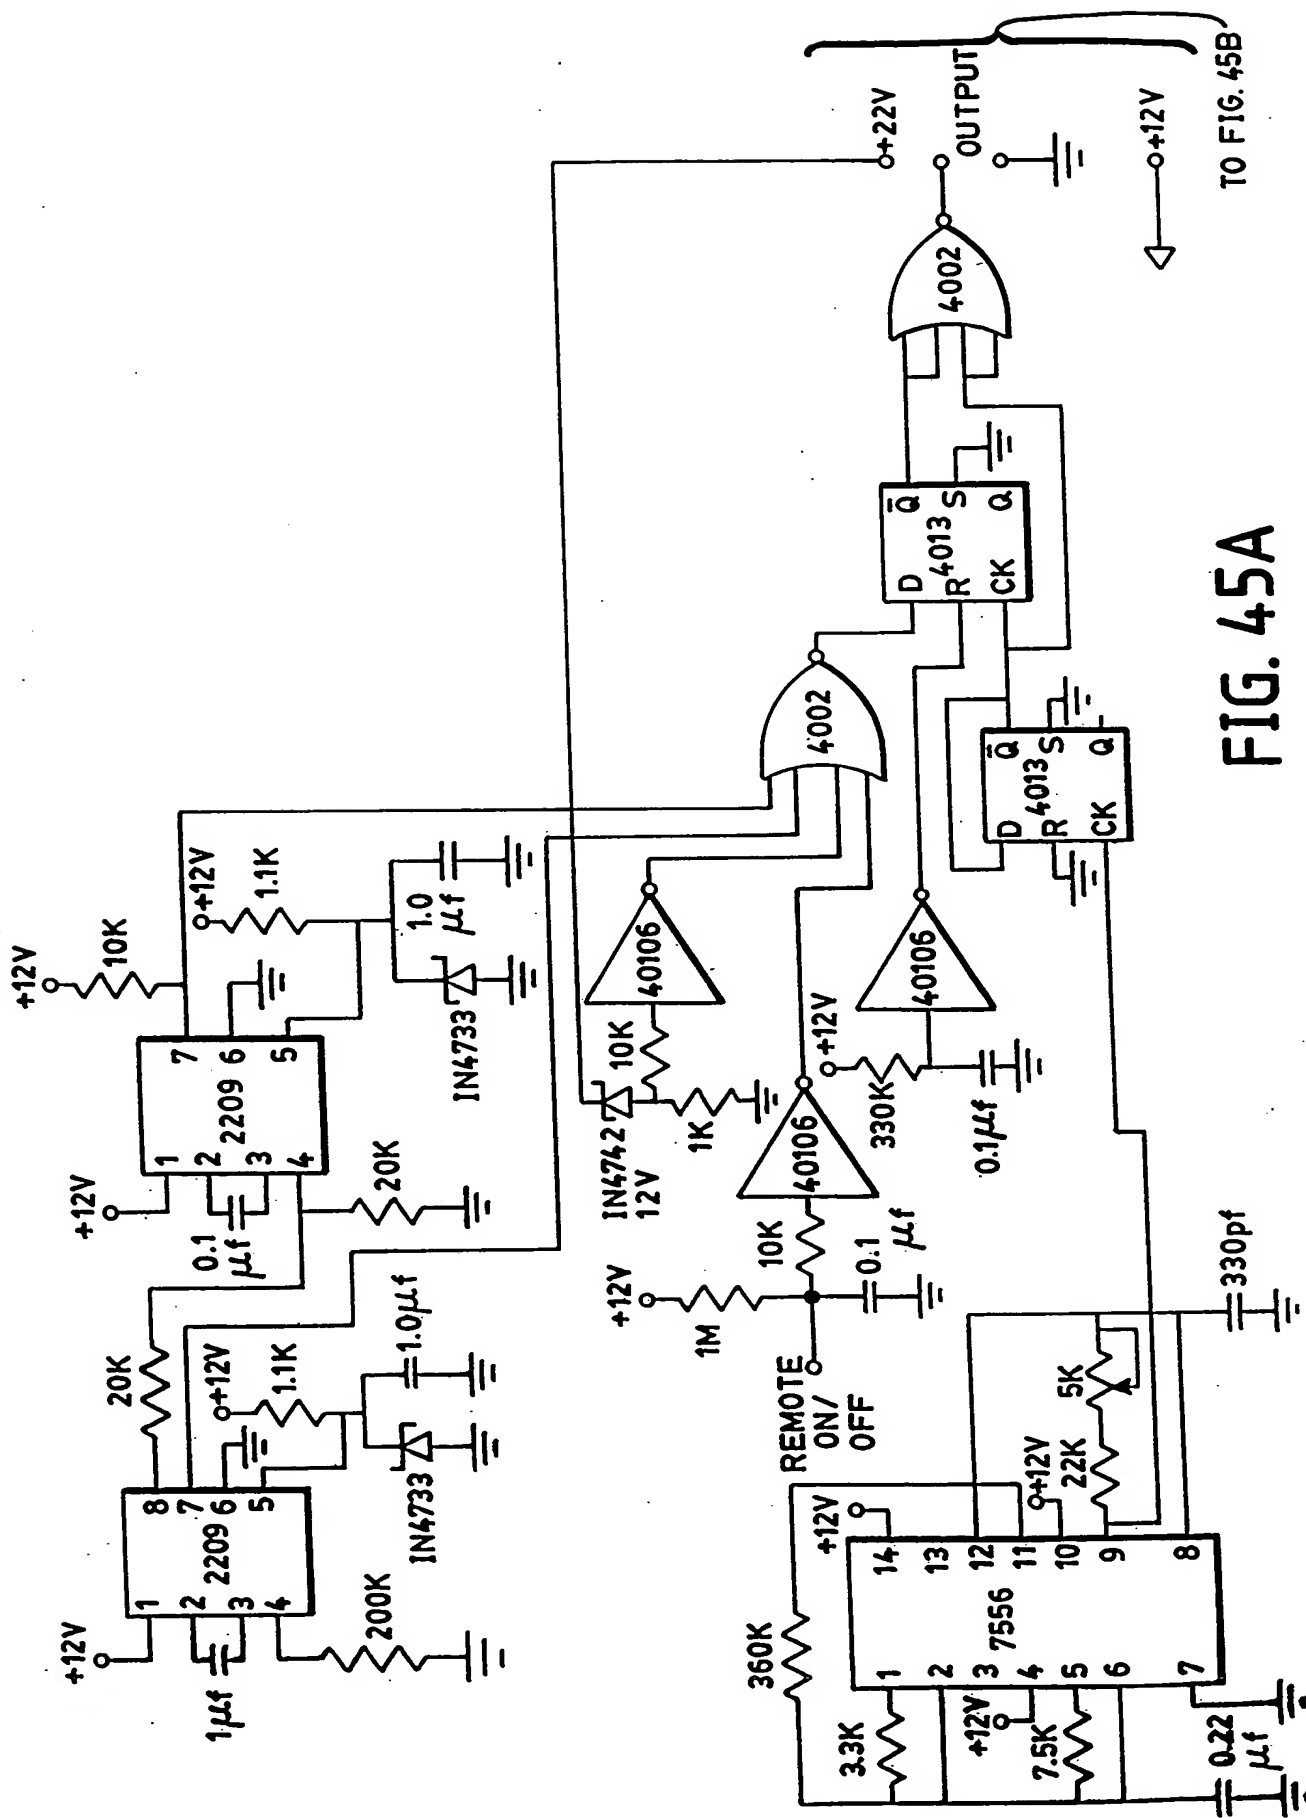 +12V
1μf
1
2
3
4
2209
8
7
6
5
200K
20K
+12V
1.1K
1.0μf
IN4733
+12V
0.1
μf
1
2
3
4
2209
7
6
5
20K
+12V
10K
+12V
1.1K
1.0
μf
IN4733
IN4742
12V
10K
1K
40106
REMOTE
ON/
OFF
+12V
1M
10K
0.1
μf
40106
+12V
330K
0.1μf
40106
4002
360K
3.3K
+12V
7.5K
0.22
μf
1
2
3
4
5
6
7
7556
14
13
12
11
10
9
8
+12V
+12V
22K
5K
330pf
D
R
CK
4013
Q
S
Q
D
R
CK
4013
Q
S
Q
4002
+22V
OUTPUT
+12V
TO FIG. 45B
FIG. 45A